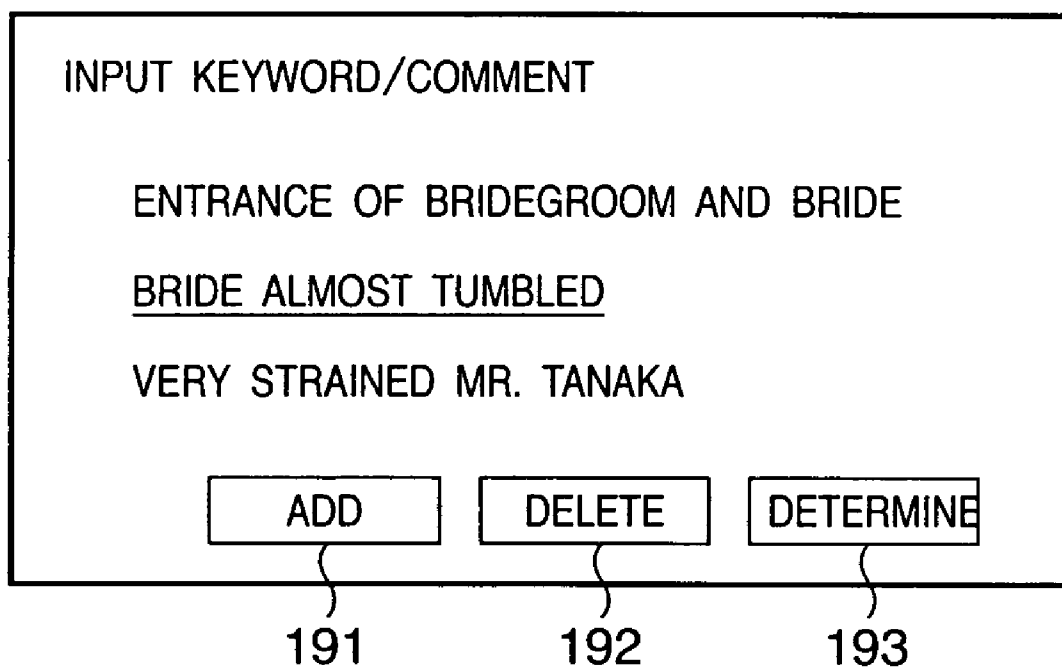 INPUT KEYWORD/COMMENT
ENTRANCE OF BRIDEGROOM AND BRIDE
BRIDE ALMOST TUMBLED
VERY STRAINED MR. TANAKA
ADD DELETE DETERMINE
191 192 193